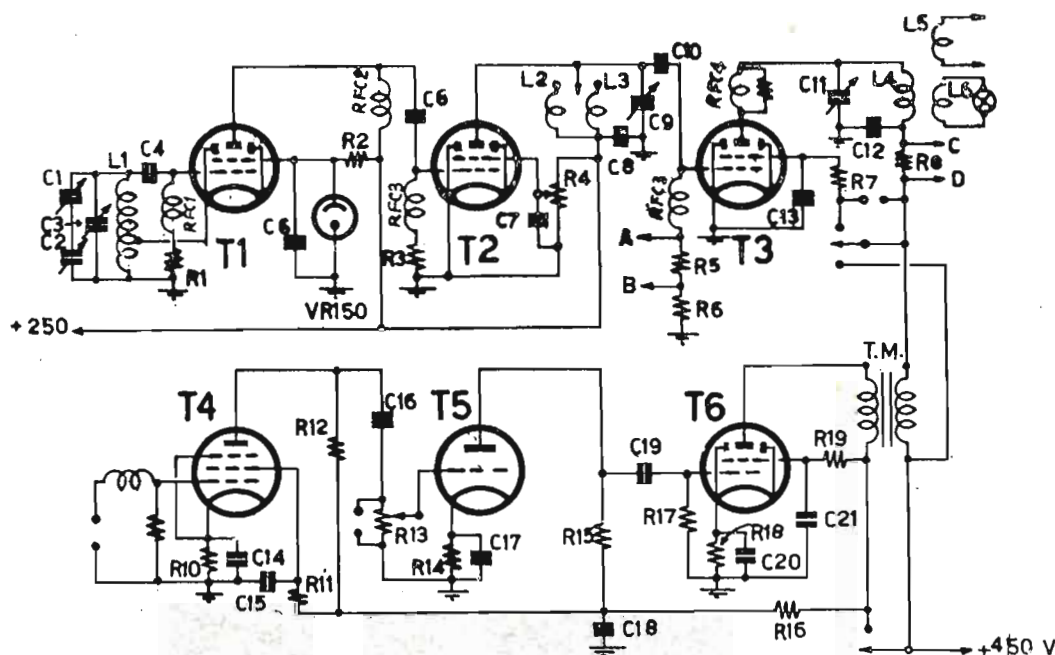 L5
C10
RFC2
C6
L2
L3
RFC4
C11
L4
L6
L1
C4
R2
C9
C1
C8
C12
C
C3
RFC1
RFC3
R4
R8
C2
C6
C7
RFC3
C13
R7
D
T1
T2
A
T3
R1
R3
R5
VR150
B
R6
+250
T.M.
T4
R12
C16
T5
T6
C19
R19
R13
R17
R18
C21
R10
C14
R11
R14
C17
R15
C20
C15
C18
R16
+450 V